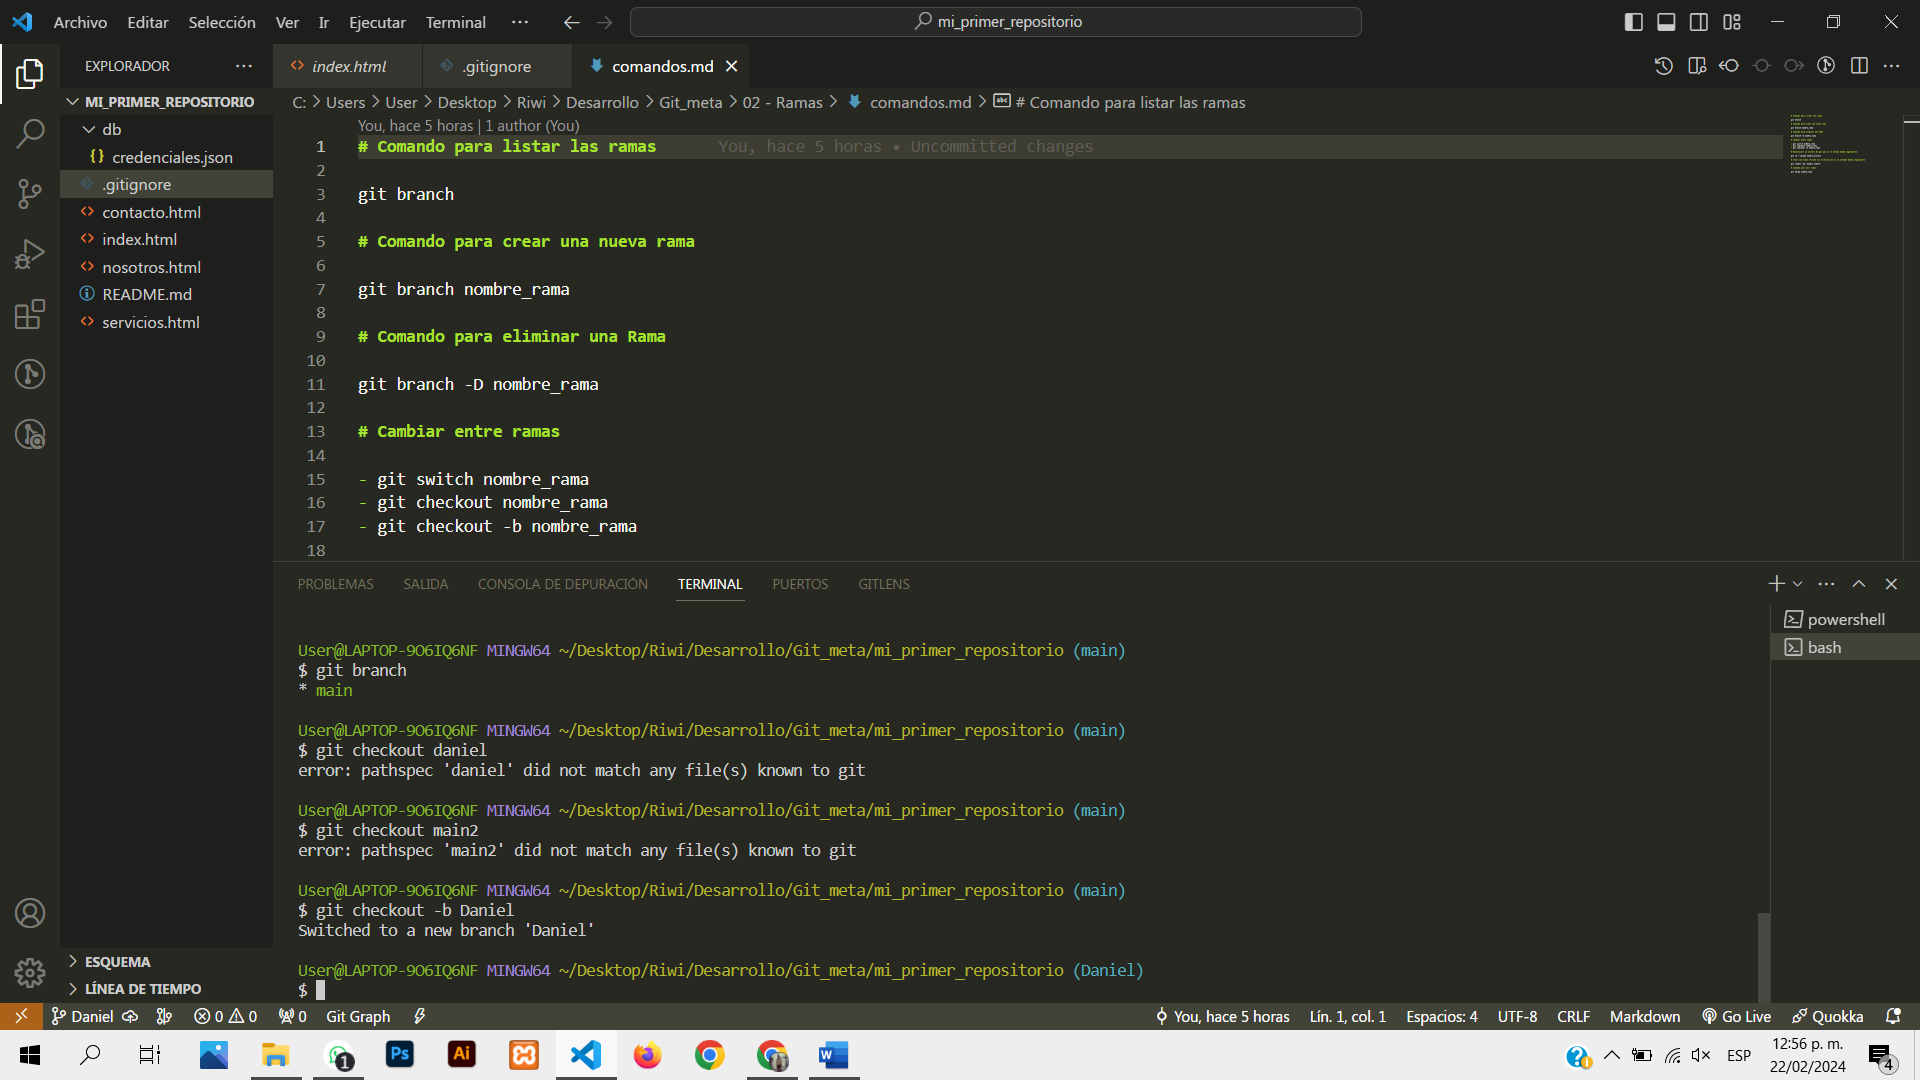 Archivo Editar Selección Ver Ir Ejecutar Terminal ··· mi_primer_repositorio
EXPLORADOR ··· index.html .gitignore comandos.md
MI_PRIMER_REPOSITORIO
db
credenciales.json
.gitignore
contacto.html
index.html
nosotros.html
README.md
servicios.html
ESQUEMA
LÍNEA DE TIEMPO
C: > Users > User > Desktop > Riwi > Desarrollo > Git_meta > 02 - Ramas > comandos.md > # Comando para listar las ramas
You, hace 5 horas | 1 author (You)
1 # Comando para listar las ramas You, hace 5 horas • Uncommitted changes
2
3 git branch
4
5 # Comando para crear una nueva rama
6
7 git branch nombre_rama
8
9 # Comando para eliminar una Rama
10
11 git branch -D nombre_rama
12
13 # Cambiar entre ramas
14
15 - git switch nombre_rama
16 - git checkout nombre_rama
17 - git checkout -b nombre_rama
18
PROBLEMAS SALIDA CONSOLA DE DEPURACIÓN TERMINAL PUERTOS GITLENS
powershell
bash
User@LAPTOP-9O6IQ6NF MINGW64 ~/Desktop/Riwi/Desarrollo/Git_meta/mi_primer_repositorio (main)
$ git branch
* main
User@LAPTOP-9O6IQ6NF MINGW64 ~/Desktop/Riwi/Desarrollo/Git_meta/mi_primer_repositorio (main)
$ git checkout daniel
error: pathspec 'daniel' did not match any file(s) known to git
User@LAPTOP-9O6IQ6NF MINGW64 ~/Desktop/Riwi/Desarrollo/Git_meta/mi_primer_repositorio (main)
$ git checkout main2
error: pathspec 'main2' did not match any file(s) known to git
User@LAPTOP-9O6IQ6NF MINGW64 ~/Desktop/Riwi/Desarrollo/Git_meta/mi_primer_repositorio (main)
$ git checkout -b Daniel
Switched to a new branch 'Daniel'
User@LAPTOP-9O6IQ6NF MINGW64 ~/Desktop/Riwi/Desarrollo/Git_meta/mi_primer_repositorio (Daniel)
$
Daniel 0 0 0 Git Graph You, hace 5 horas Lín. 1, col. 1 Espacios: 4 UTF-8 CRLF Markdown Go Live Quokka
1 Ps Ai W ESP 12:56 p. m.
22/02/2024 4